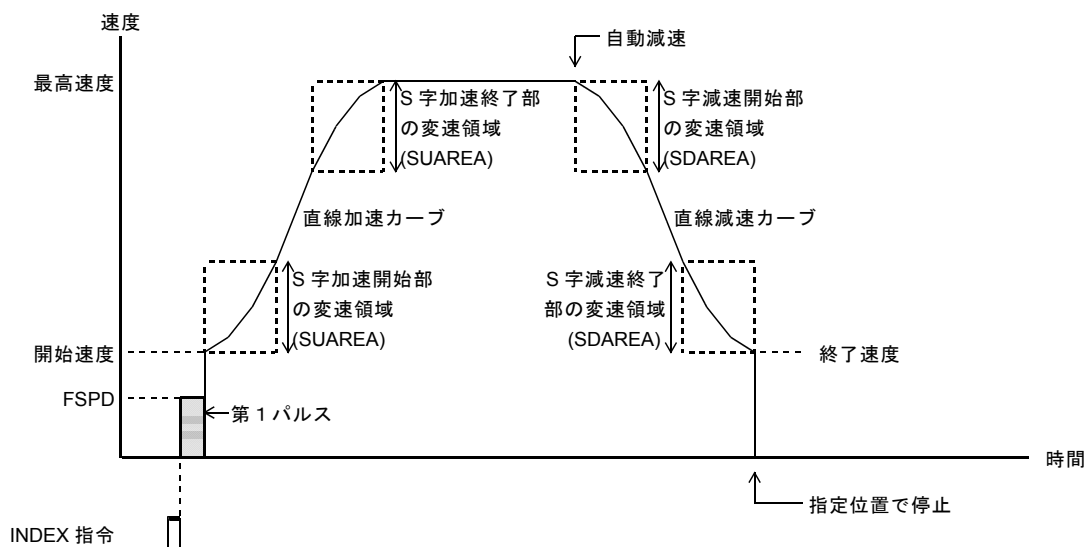 速度
自動減速
最高速度
S 字加速終了部
の変速領域
(SUAREA)
S 字減速開始部
の変速領域
(SDAREA)
直線加速カーブ
直線減速カーブ
S 字加速開始部
の変速領域
(SUAREA)
S 字減速終了
部の変速領域
(SDAREA)
開始速度
終了速度
FSPD
第１パルス
時間
指定位置で停止
INDEX 指令